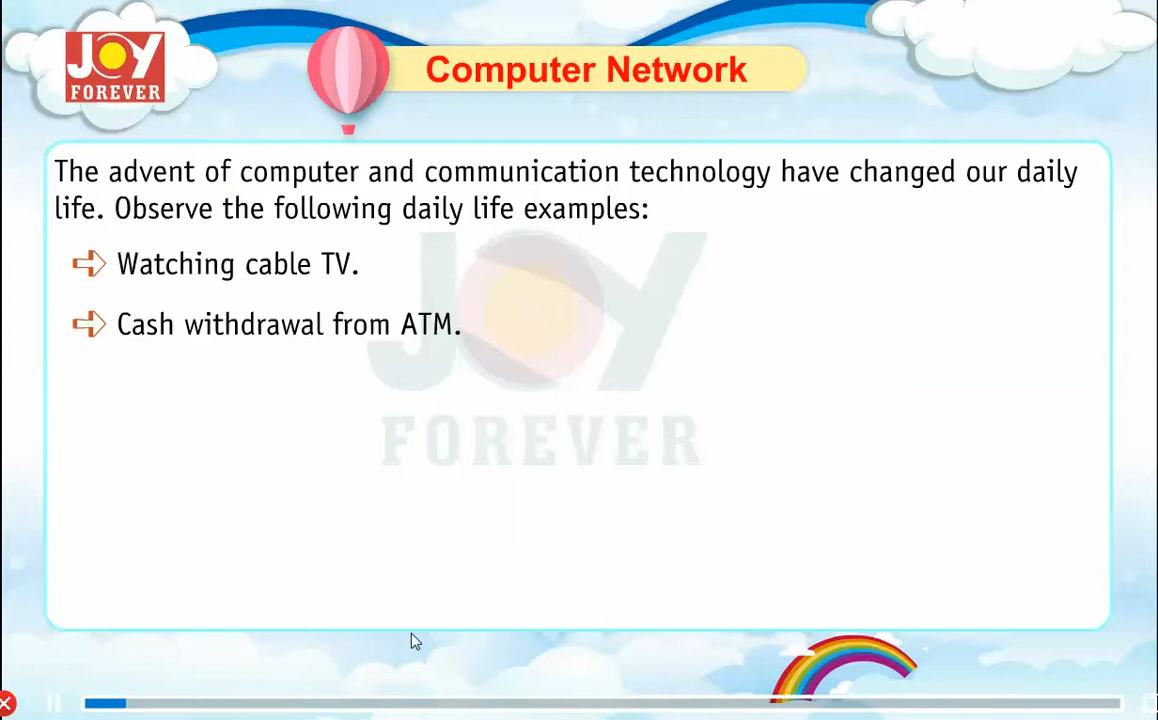 JOY
FOREVER
Computer Network
The advent of computer and communication technology have changed our daily
life. Observe the following daily life examples:
Watching cable TV.
Cash withdrawal from ATM.
JOY
FOREVER